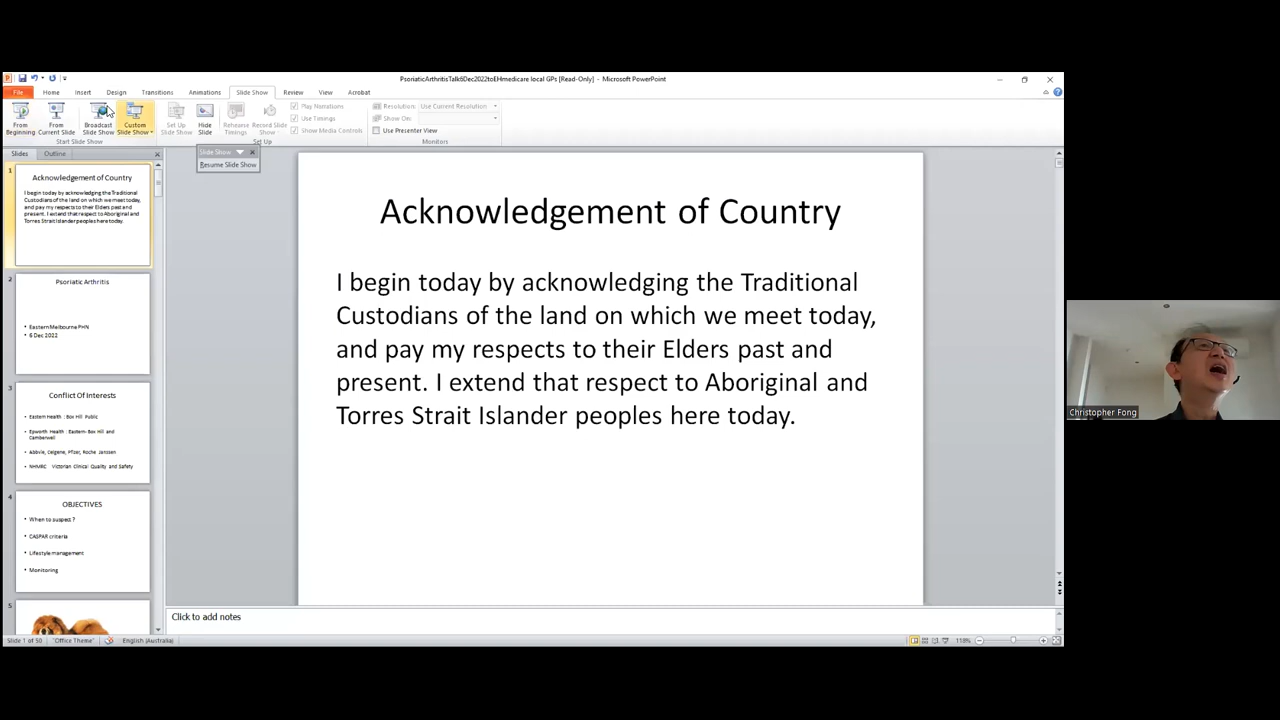 PsoriaticArthritisTalk6Dec2022toEHmedicare local GPs [Read-Only] - Microsoft PowerPoint
File Home Insert Design Transitions Animations Slide Show Review View Acrobat
From Beginning
From Current Slide
Broadcast Slide Show
Custom Slide Show
Set Up Slide Show
Hide Slide
Rehearse Timings
Record Slide Show
Play Narrations
Use Timings
Show Media Controls
Resolution: Use Current Resolution
Show On:
Use Presenter View
Start Slide Show
Set Up
Monitors
Slides Outline
Slide Show
Resume Slide Show
1
Acknowledgement of Country
I begin today by acknowledging the Traditional
Custodians of the land on which we meet today,
and pay my respects to their Elders past and
present. I extend that respect to Aboriginal and
Torres Strait Islander peoples here today.
2
Psoriatic Arthritis
• Eastern Melbourne PHN
• 6 Dec 2022
3
Conflict Of Interests
• Eastern Health : Box Hill Public
• Epworth Health : Eastern- Box Hill and
Camberwell
• Abbvie, Celgene, Pfizer, Roche Janssen
• NHMRC Victorian Clinical Quality and Safety
4
OBJECTIVES
• When to suspect ?
• CASPAR criteria
• Lifestyle management
• Monitoring
5
Acknowledgement of Country
I begin today by acknowledging the Traditional
Custodians of the land on which we meet today,
and pay my respects to their Elders past and
present. I extend that respect to Aboriginal and
Torres Strait Islander peoples here today.
Click to add notes
Slide 1 of 50 "Office Theme" English (Australia) 118%
Christopher Fong